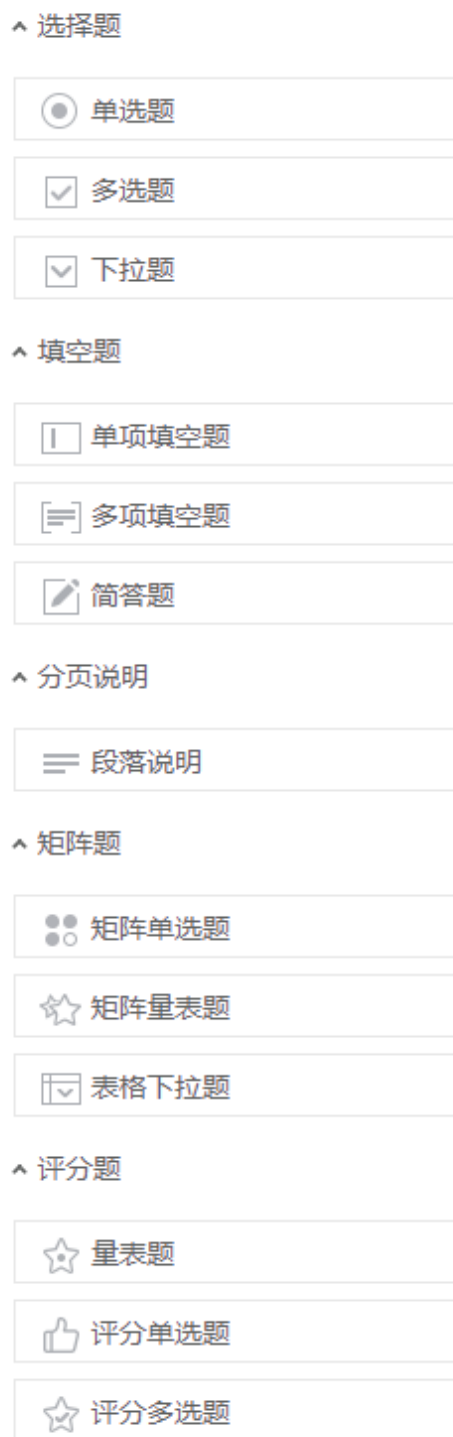 选择题
单选题
多选题
下拉题
填空题
单项填空题
多项填空题
简答题
分页说明
段落说明
矩阵题
矩阵单选题
矩阵量表题
表格下拉题
评分题
量表题
评分单选题
评分多选题